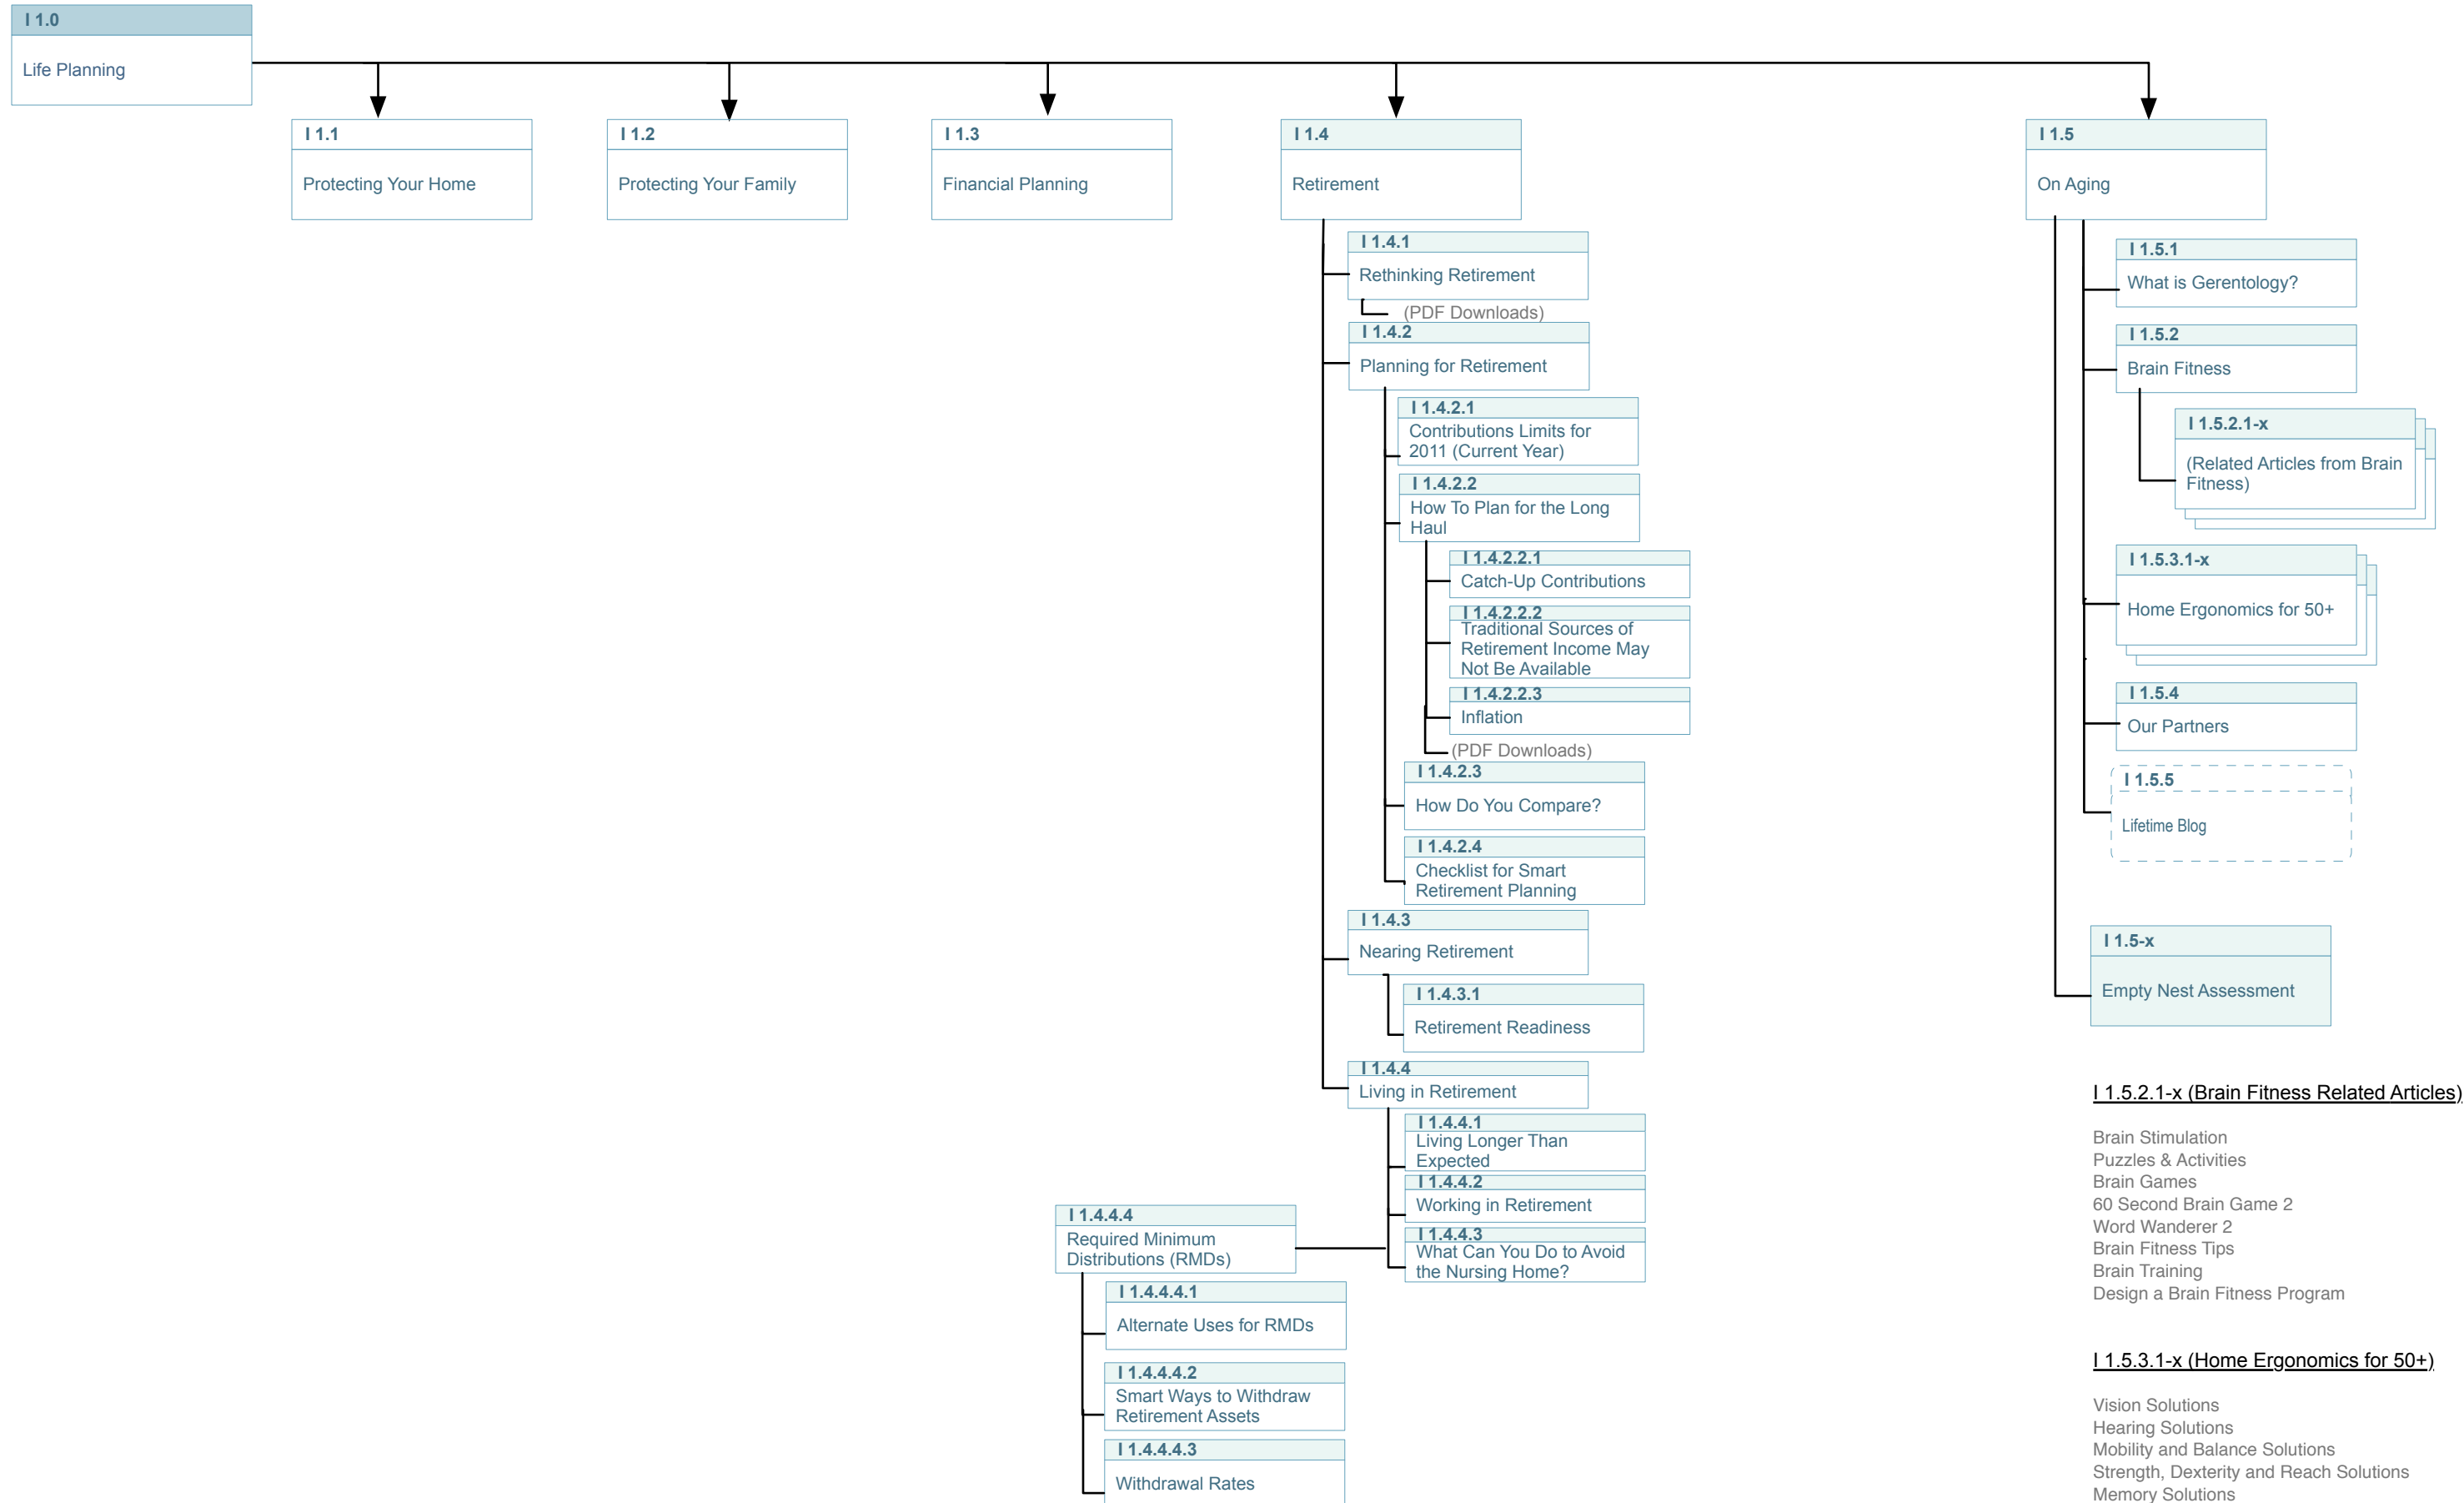 I 1.0
Life Planning
I 1.1
Protecting Your Home
I 1.2
Protecting Your Family
I 1.3
Financial Planning
I 1.4
Retirement
I 1.4.1
Rethinking Retirement
(PDF Downloads)
I 1.4.2
Planning for Retirement
I 1.4.2.1
Contributions Limits for
2011 (Current Year)
I 1.4.2.2
How To Plan for the Long
Haul
I 1.4.2.2.1
Catch-Up Contributions
I 1.4.2.2.2
Traditional Sources of
Retirement Income May
Not Be Available
I 1.4.2.2.3
Inflation
(PDF Downloads)
I 1.4.2.3
How Do You Compare?
I 1.4.2.4
Checklist for Smart
Retirement Planning
I 1.4.3
Nearing Retirement
I 1.4.3.1
Retirement Readiness
I 1.4.4
Living in Retirement
I 1.4.4.1
Living Longer Than
Expected
I 1.4.4.2
Working in Retirement
I 1.4.4.3
What Can You Do to Avoid
the Nursing Home?
I 1.4.4.4
Required Minimum
Distributions (RMDs)
I 1.4.4.4.1
Alternate Uses for RMDs
I 1.4.4.4.2
Smart Ways to Withdraw
Retirement Assets
I 1.4.4.4.3
Withdrawal Rates
I 1.5
On Aging
I 1.5.1
What is Gerentology?
I 1.5.2
Brain Fitness
I 1.5.2.1-x
(Related Articles from Brain
Fitness)
I 1.5.3.1-x
Home Ergonomics for 50+
I 1.5.4
Our Partners
I 1.5.5
Lifetime Blog
I 1.5-x
Empty Nest Assessment
I 1.5.2.1-x (Brain Fitness Related Articles)
Brain Stimulation
Puzzles & Activities
Brain Games
60 Second Brain Game 2
Word Wanderer 2
Brain Fitness Tips
Brain Training
Design a Brain Fitness Program
I 1.5.3.1-x (Home Ergonomics for 50+)
Vision Solutions
Hearing Solutions
Mobility and Balance Solutions
Strength, Dexterity and Reach Solutions
Memory Solutions